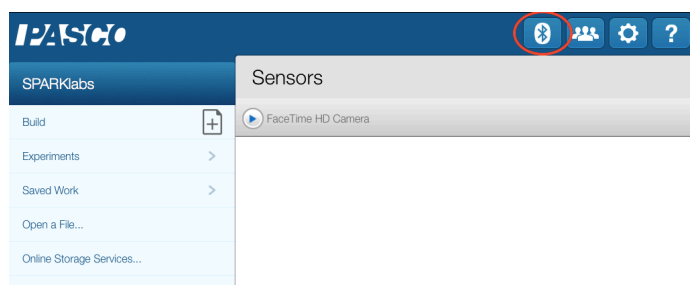 PASCO
?
SPARKlabs
Sensors
Build
FaceTime HD Camera
Experiments
Saved Work
Open a File...
Online Storage Services...